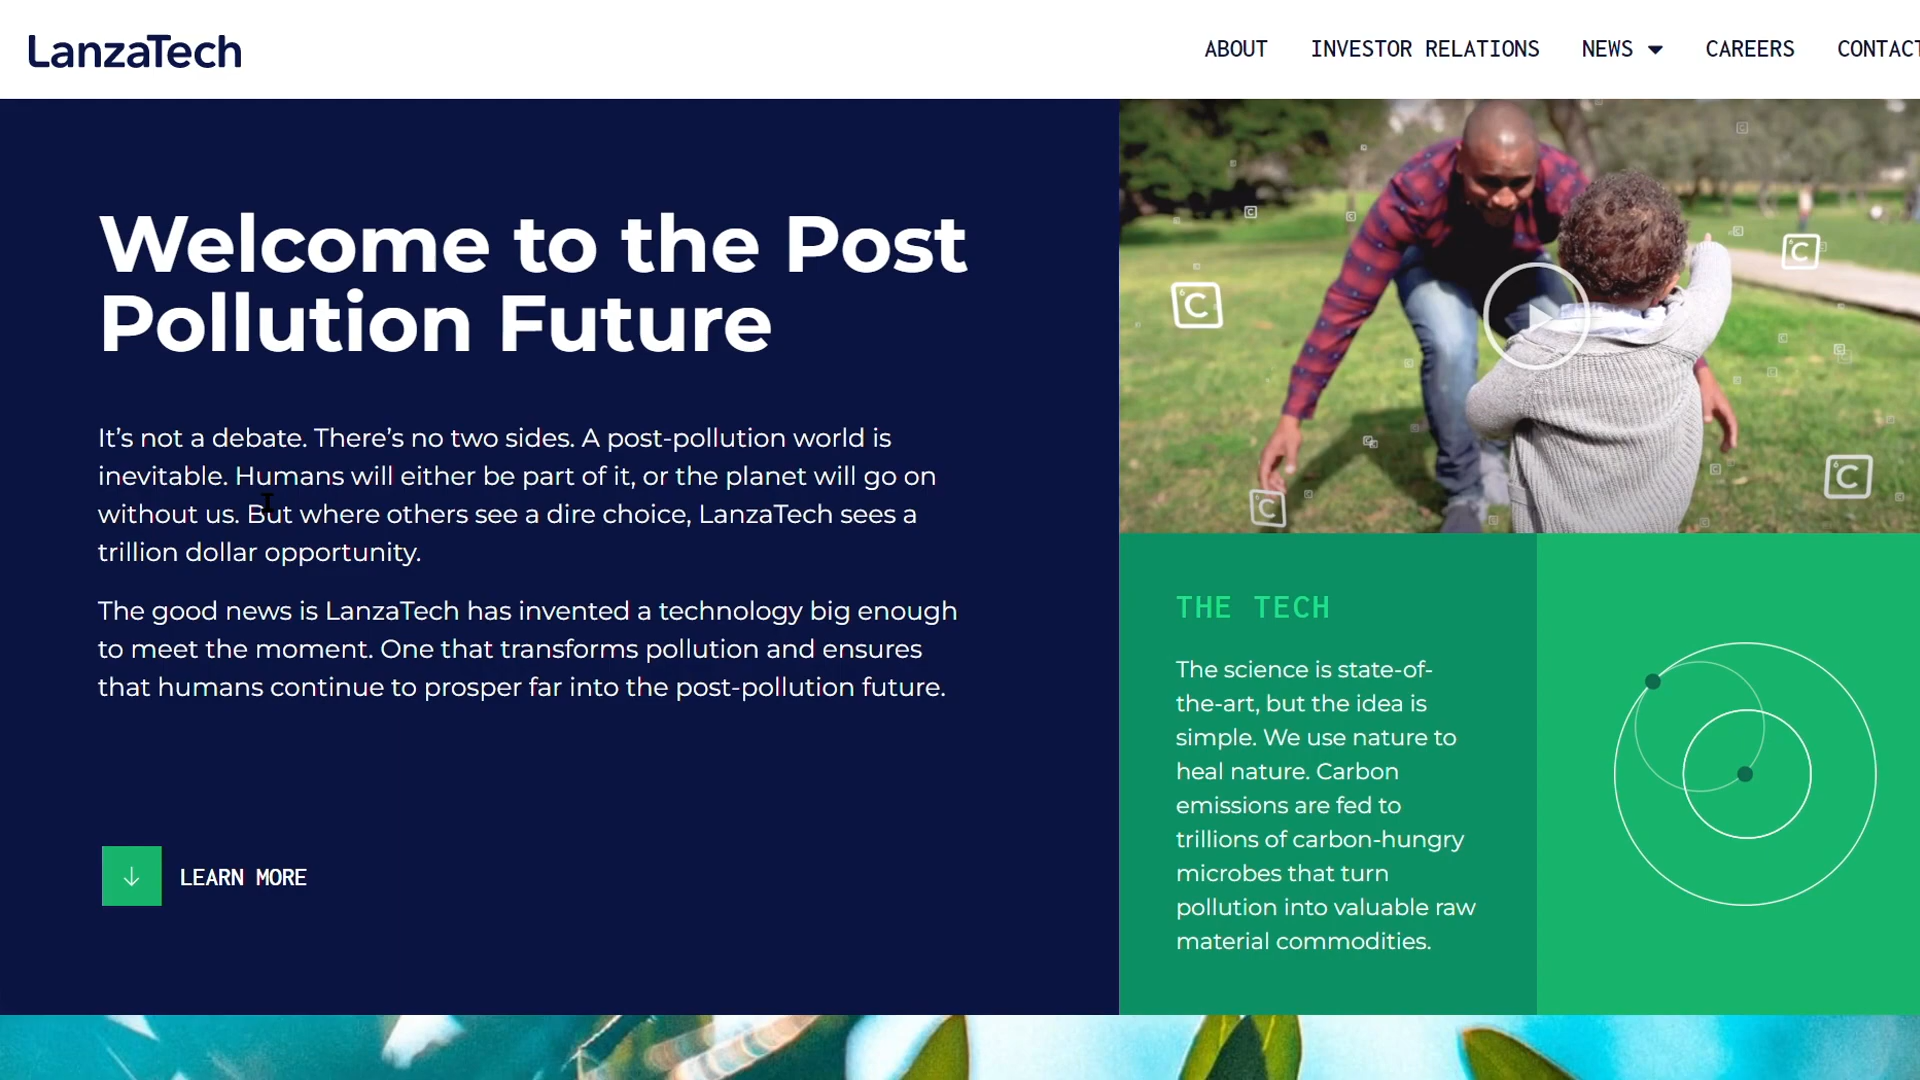 LanzaTech
ABOUT
INVESTOR RELATIONS
NEWS
CAREERS
CONTACT
Welcome to the Post
Pollution Future
It's not a debate. There's no two sides. A post-pollution world is
inevitable. Humans will either be part of it, or the planet will go on
without us. But where others see a dire choice, LanzaTech sees a
trillion dollar opportunity.
The good news is LanzaTech has invented a technology big enough
to meet the moment. One that transforms pollution and ensures
that humans continue to prosper far into the post-pollution future.
LEARN MORE
6
C
6
C
6
C
6
C
THE TECH
The science is state-of-
the-art, but the idea is
simple. We use nature to
heal nature. Carbon
emissions are fed to
trillions of carbon-hungry
microbes that turn
pollution into valuable raw
material commodities.